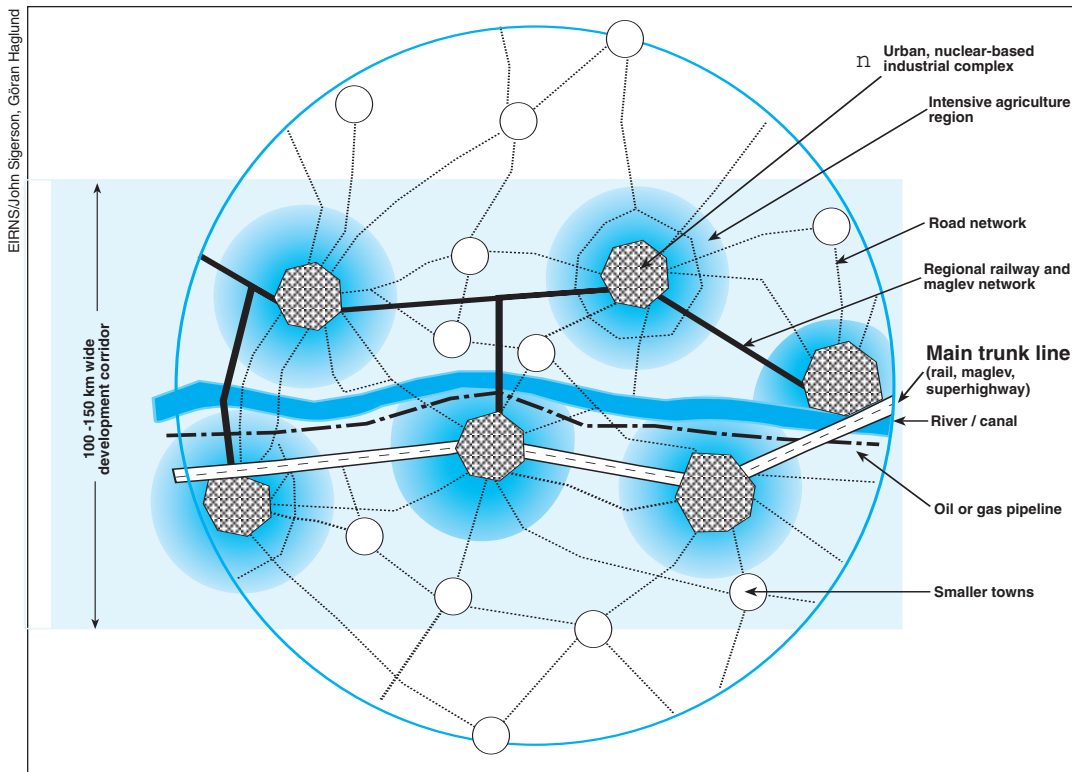 EIRNS/John Sigerson, Göran Haglund
n
Urban, nuclear-based
industrial complex
Intensive agriculture
region
Road network
Regional railway and
maglev network
Main trunk line
(rail, maglev,
superhighway)
River / canal
Oil or gas pipeline
Smaller towns
100 -150 km wide
development corridor